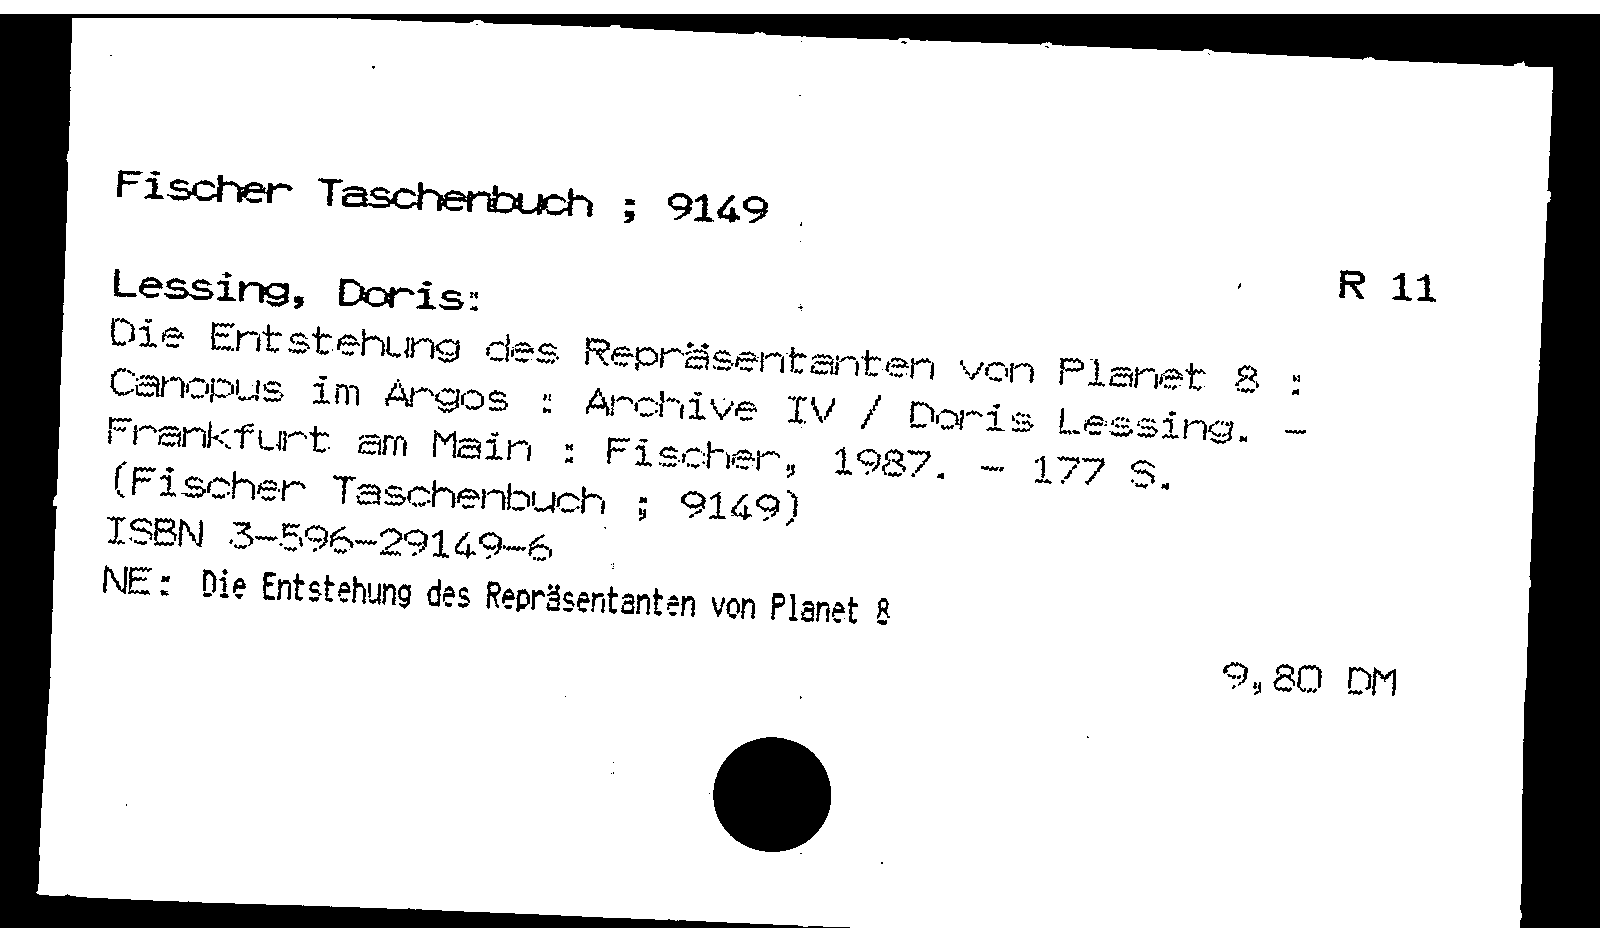 Fischer Taschenbuch ; 9149
R 11
Lessing, Doris:
Die Entstehung des Repräsentanten von Planet 8 :
Canopus im Argos : Archive IV / Doris Lessing. -
Frankfurt am Main : Fischer, 1987. - 177 S.
(Fischer Taschenbuch ; 9149)
ISBN 3-596-29149-6
NE: Die Entstehung des Repräsentanten von Planet 8
9,80 DM